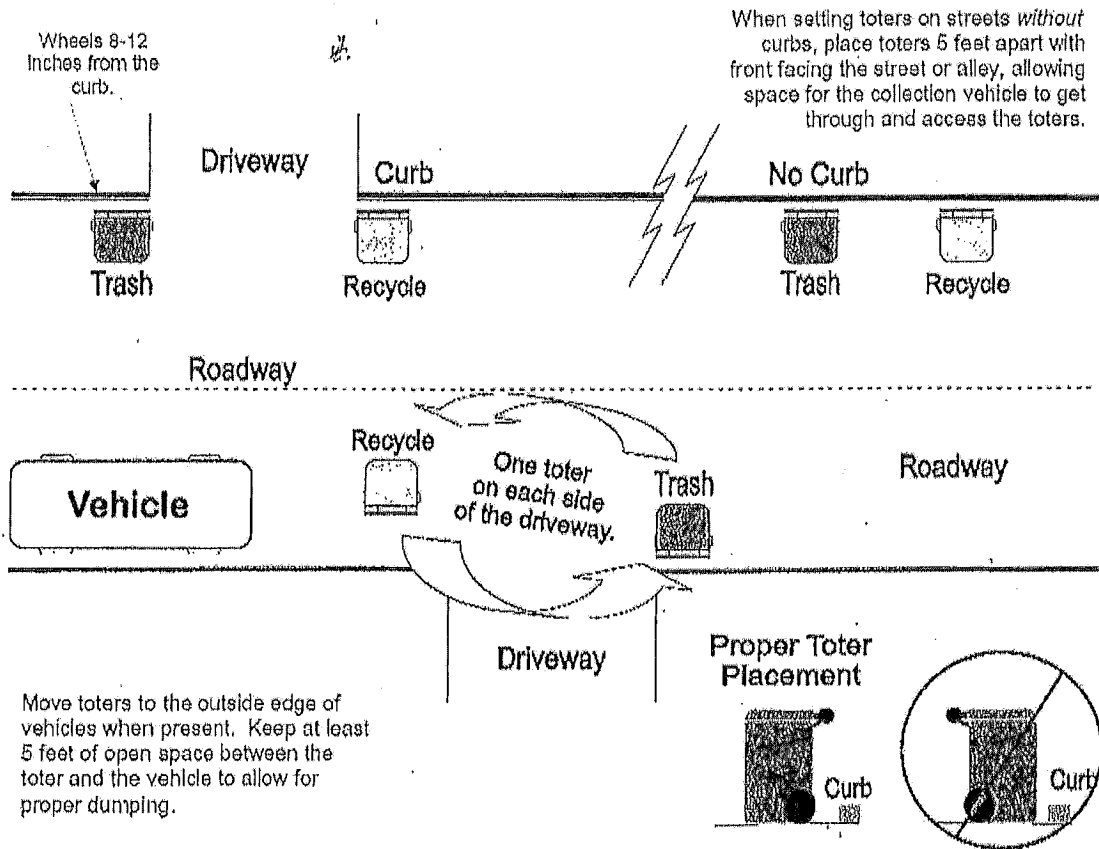 Wheels 8-12
Inches from the
curb.
When setting toters on streets without
curbs, place toters 5 feet apart with
front facing the street or alley, allowing
space for the collection vehicle to get
through and access the toters.
Driveway
Curb
No Curb
Trash
Recycle
Trash
Recycle
Roadway
Recycle
One toter
on each side
of the driveway.
Trash
Roadway
Vehicle
Driveway
Proper Toter
Placement
Move toters to the outside edge of
vehicles when present. Keep at least
5 feet of open space between the
toter and the vehicle to allow for
proper dumping.
Curb
Curb